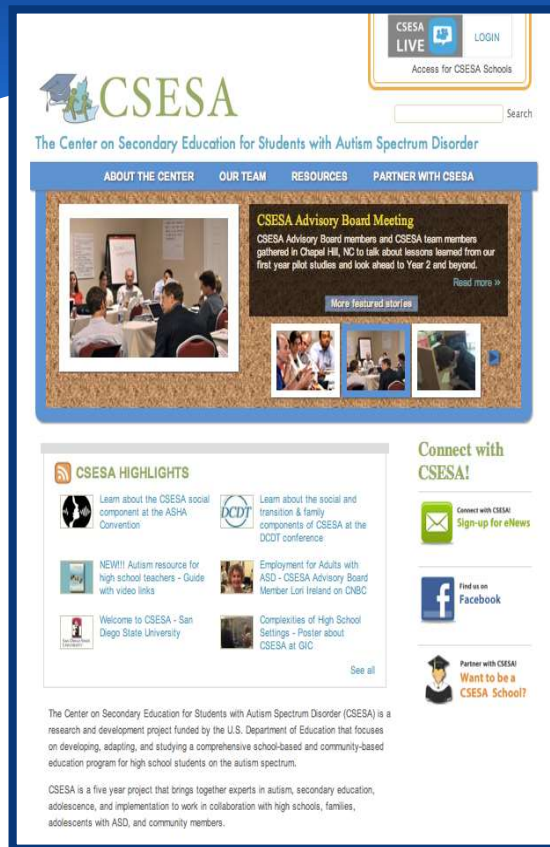 CSESA
LIVE
LOGIN
Access for CSESA Schools
CSESA
Search
The Center on Secondary Education for Students with Autism Spectrum Disorder
ABOUT THE CENTER OUR TEAM RESOURCES PARTNER WITH CSESA
CSESA Advisory Board Meeting
CSESA Advisory Board members and CSESA team members
gathered in Chapel Hill, NC to talk about lessons learned from our
first year pilot studies and look ahead to Year 2 and beyond.
Read more »
More featured stories
CSESA HIGHLIGHTS
Learn about the CSESA social
component at the ASHA
Convention
DCDT
Learn about the social and
transition & family
components of CSESA at the
DCDT conference
NEW!!! Autism resource for
high school teachers - Guide
with video links
Employment for Adults with
ASD - CSESA Advisory Board
Member Lori Ireland on CNBC
Welcome to CSESA - San
Diego State University
Complexities of High School
Settings - Poster about
CSESA at GIC
See all
Connect with
CSESA!
Connect with CSESA!
Sign-up for eNews
Find us on
Facebook
Partner with CSESA!
Want to be a
CSESA School?
The Center on Secondary Education for Students with Autism Spectrum Disorder (CSESA) is a
research and development project funded by the U.S. Department of Education that focuses
on developing, adapting, and studying a comprehensive school-based and community-based
education program for high school students on the autism spectrum.
CSESA is a five year project that brings together experts in autism, secondary education,
adolescence, and implementation to work in collaboration with high schools, families,
adolescents with ASD, and community members.